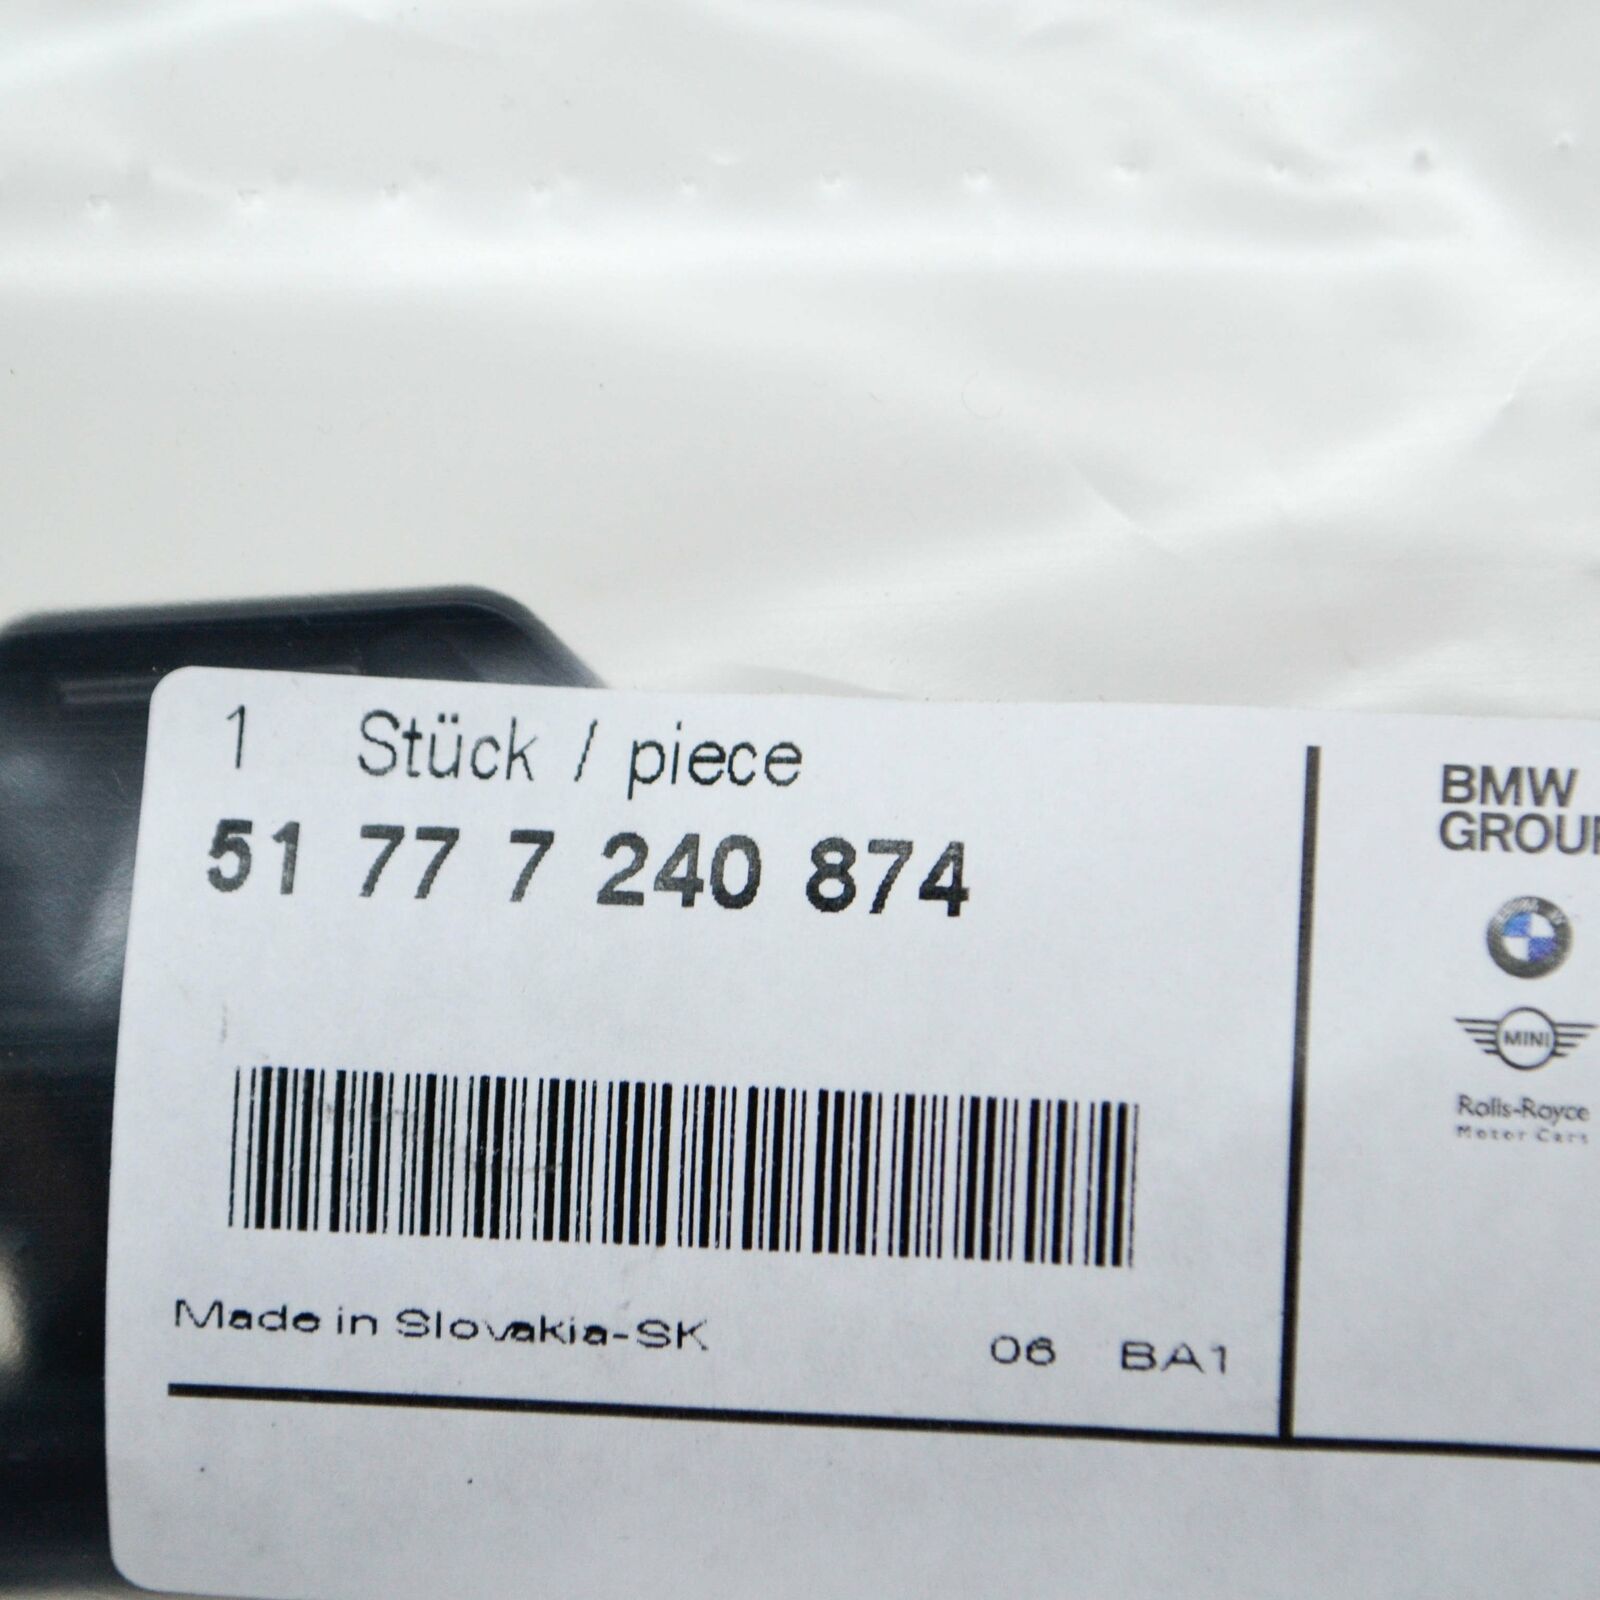 1 Stück / piece
51 77 7 240 874
Made in Slovakia-SK
06 BA1
BMW
GROUP
MINI
Rolls-Royce
Motor Cars